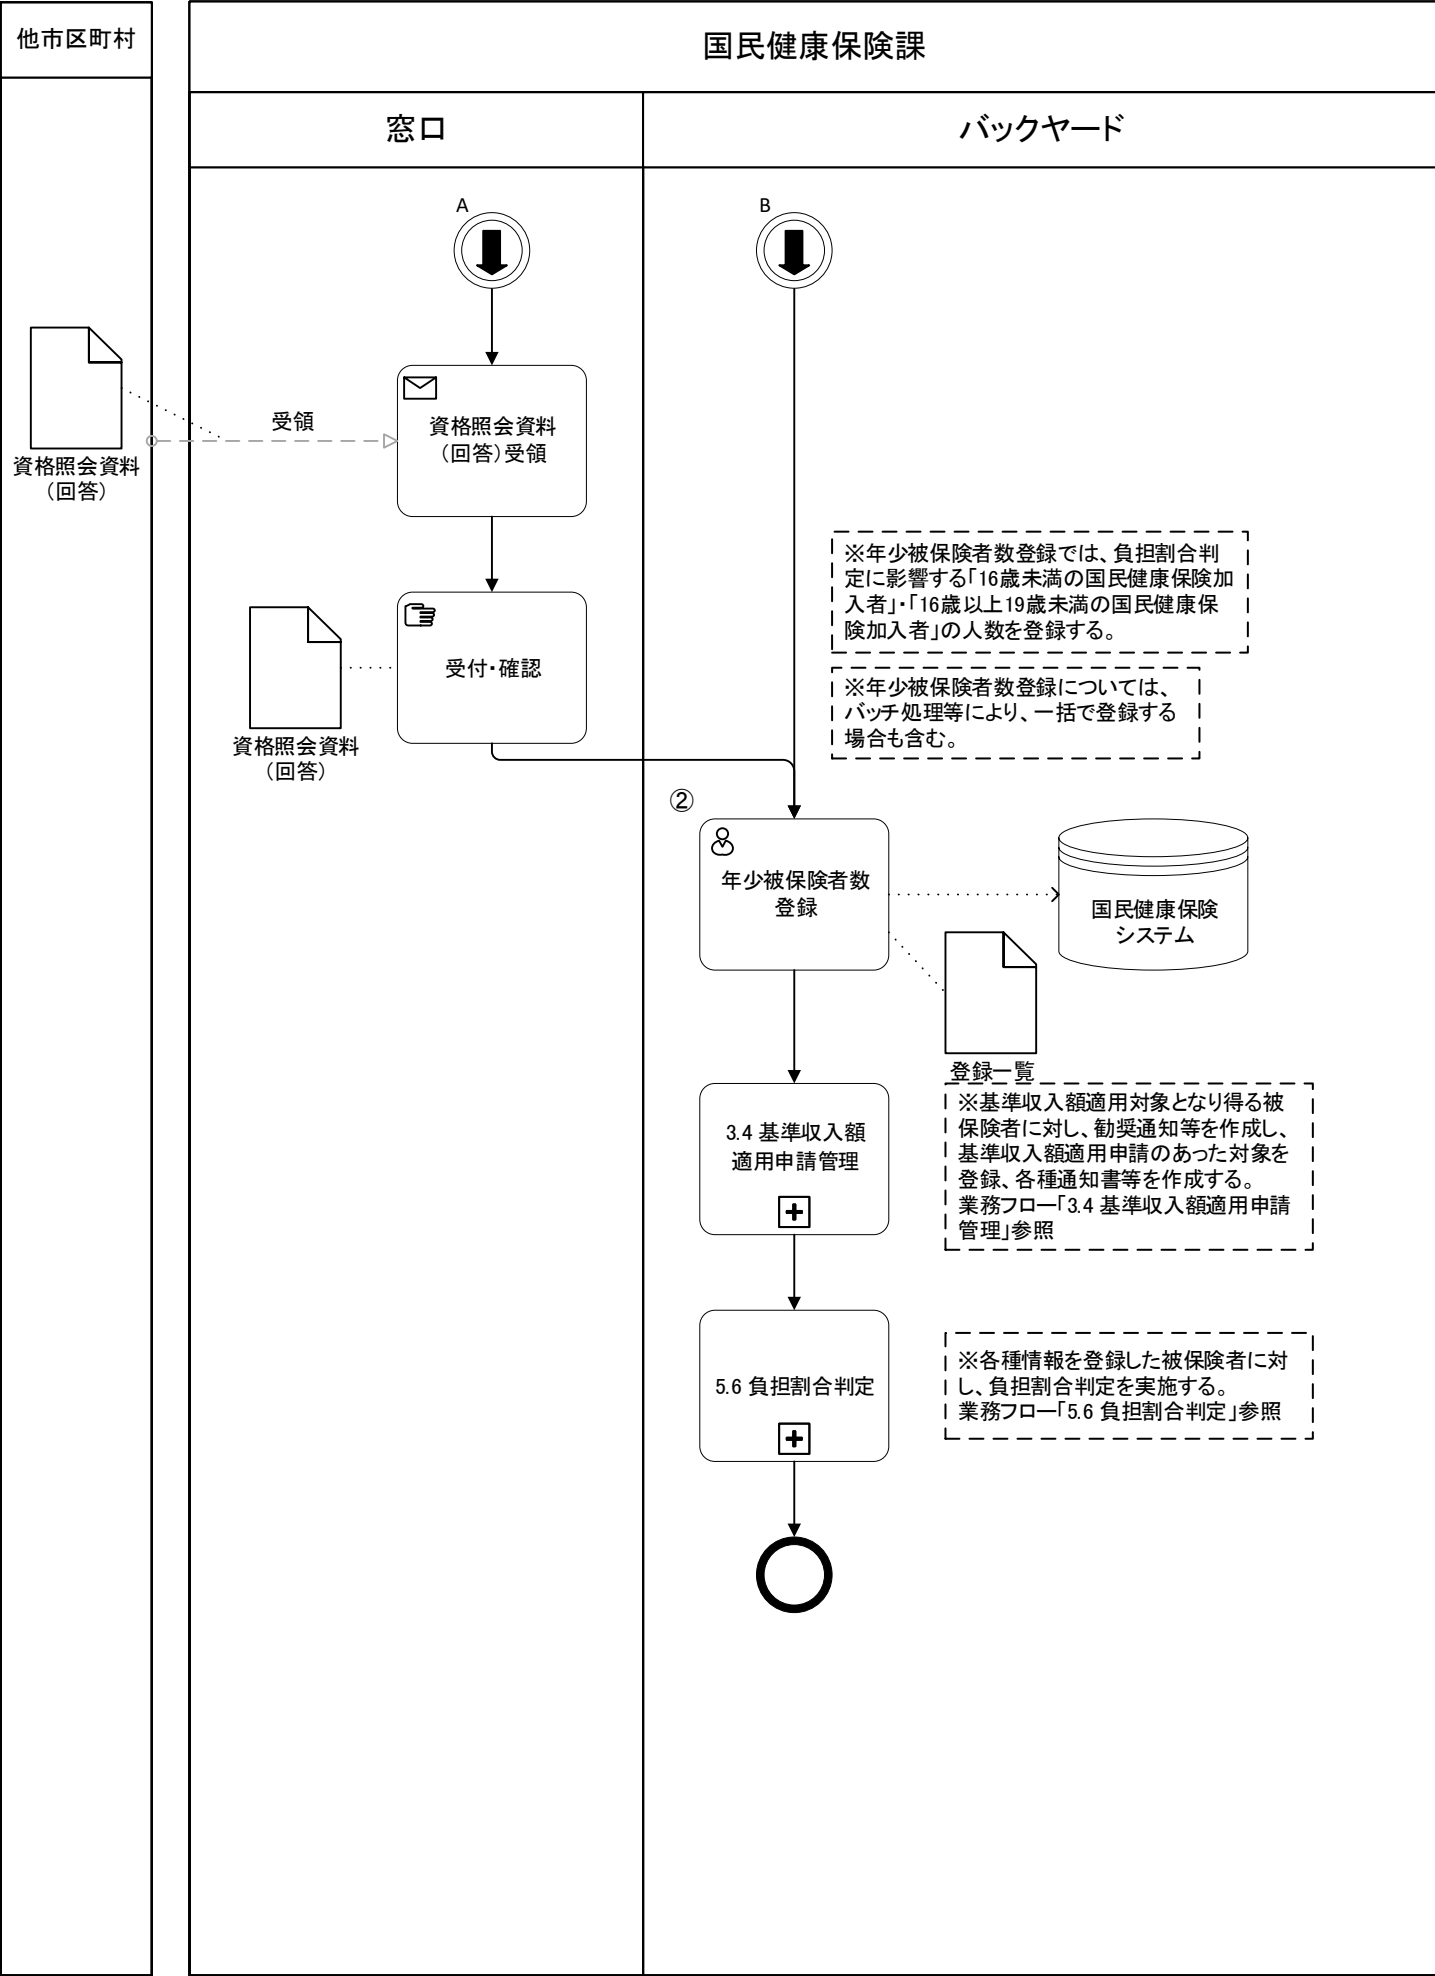 他市区町村
国民健康保険課
窓口
バックヤード
A
B
受領
資格照会資料
（回答）
資格照会資料
（回答）受領
※年少被保険者数登録では、負担割合判
定に影響する「16歳未満の国民健康保険加
入者」・「16歳以上19歳未満の国民健康保
険加入者」の人数を登録する。
受付・確認
資格照会資料
（回答）
※年少被保険者数登録については、
バッチ処理等により、一括で登録する
場合も含む。
②
年少被保険者数
登録
国民健康保険
システム
登録一覧
3.4 基準収入額
適用申請管理
※基準収入額適用対象となり得る被
保険者に対し、勧奨通知等を作成し、
基準収入額適用申請のあった対象を
登録、各種通知書等を作成する。
業務フロー「3.4 基準収入額適用申請
管理」参照
5.6 負担割合判定
※各種情報を登録した被保険者に対
し、負担割合判定を実施する。
業務フロー「5.6 負担割合判定」参照